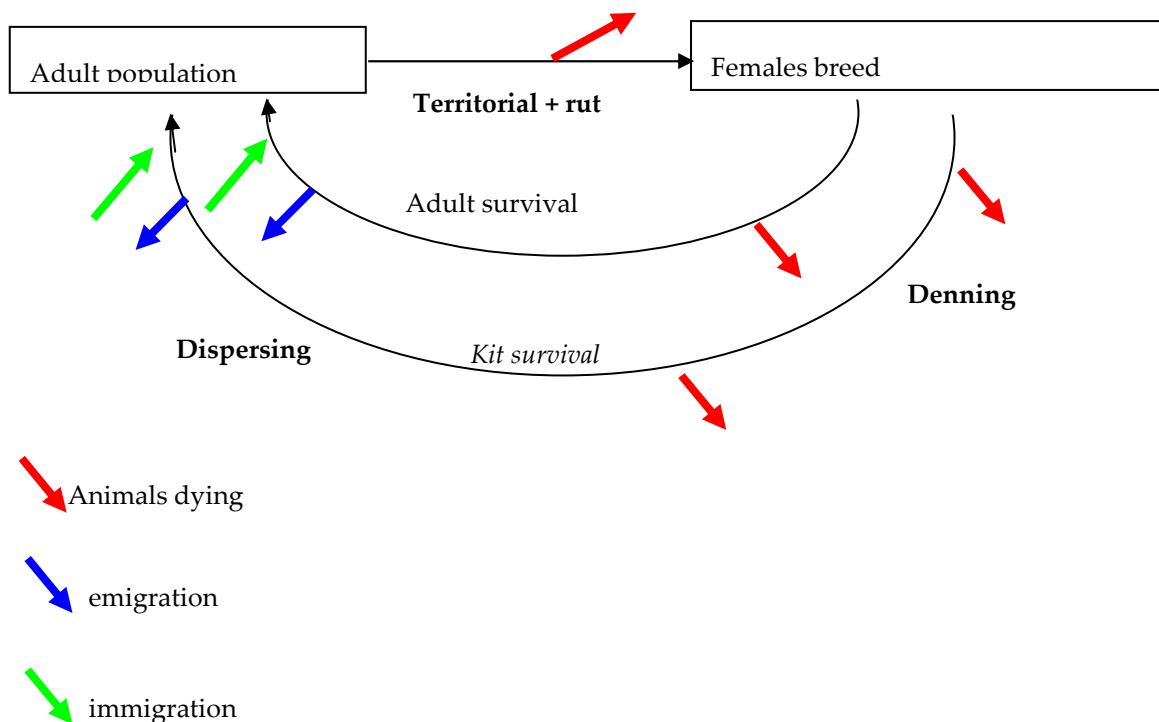 Adult population
Females breed
Territorial + rut
Adult survival
Denning
Dispersing
Kit survival
Animals dying
emigration
immigration